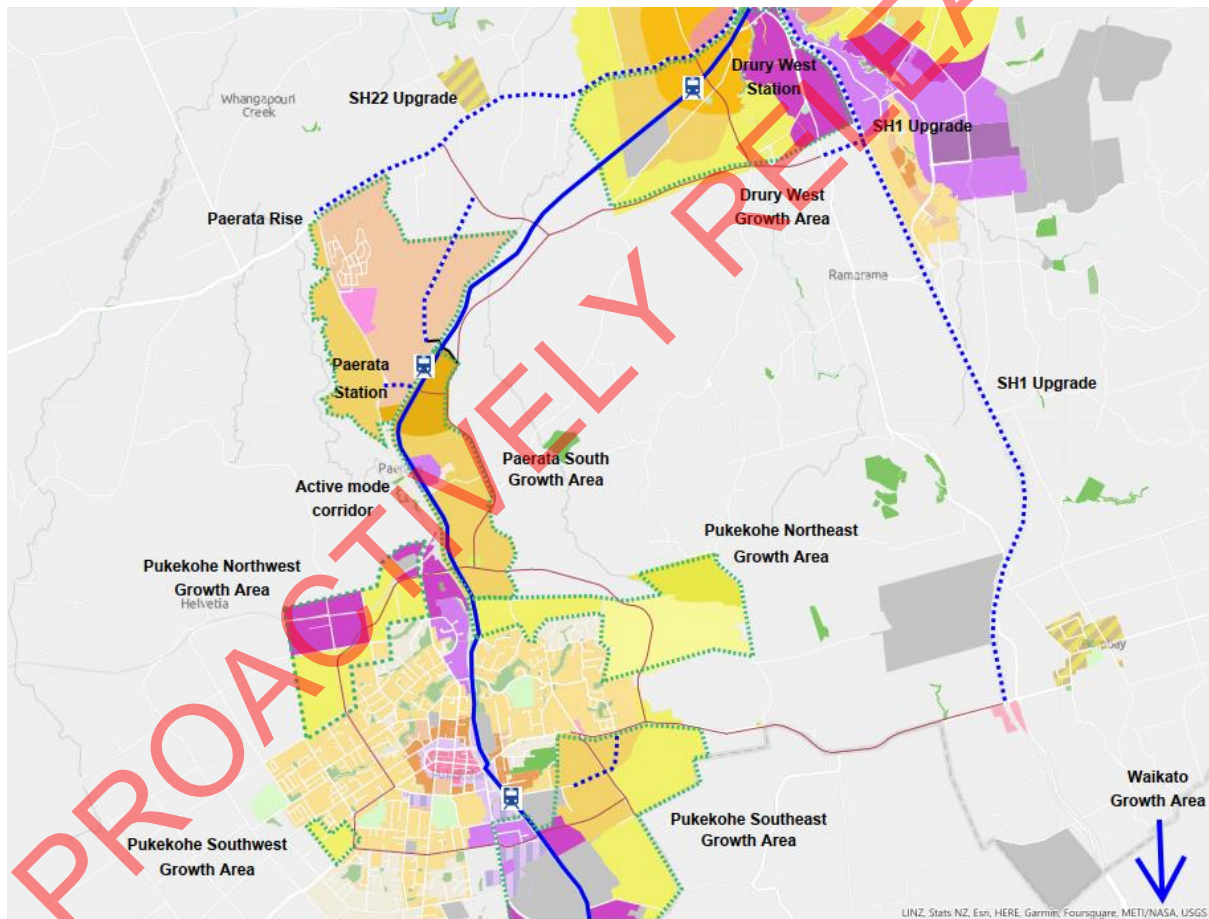 Drury West
Station
SH22 Upgrade
Whangapouri
Creek
SH1 Upgrade
Drury West
Growth Area
Paerata Rise
Ramarama
Paerata
Station
SH1 Upgrade
Paerata South
Growth Area
Active mode
corridor
Pukekohe Northeast
Growth Area
Pukekohe Northwest
Growth Area
Helvetia
Waikato
Growth Area
Pukekohe Southeast
Growth Area
Pukekohe Southwest
Growth Area
LINZ, Stats NZ, Esri, HERE, Garmin, Foursquare, METI/NASA, USGS
PROACTIVELY RELEA